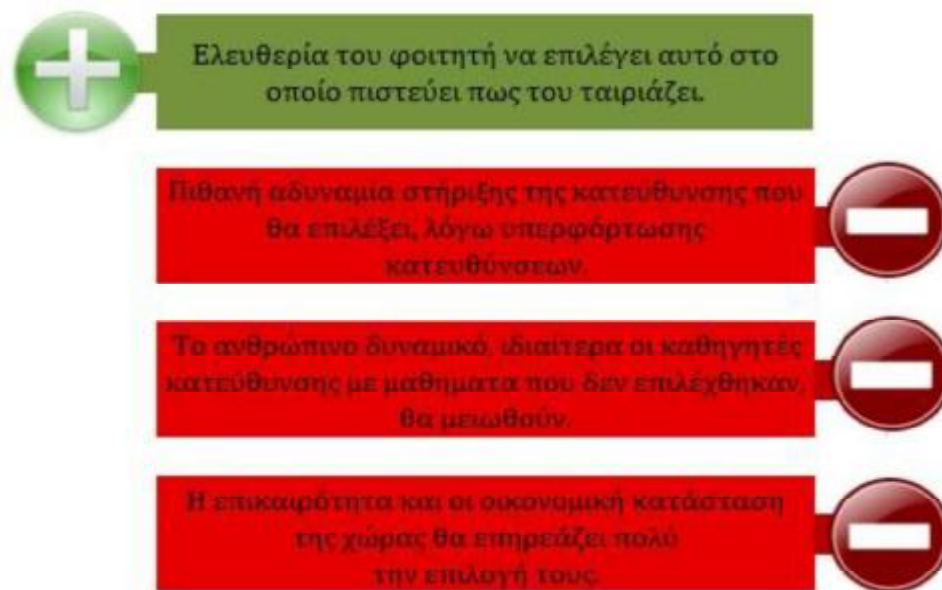 Ελευθερία του φοιτητή να επιλέγει αυτό στο
οποίο πιστεύει πως του ταιριάζει.
Πιθανή αδυναμία στήριξης της κατεύθυνσης που
θα επιλέξει, λόγω υπερφόρτωσης
κατευθύνσεων.
Το ανθρώπινο δυναμικό, ιδιαίτερα οι καθηγητές
κατεύθυνσης με μαθηματα που δεν επιλέχθηκαν,
θα μειωθούν.
Η επικαιρότητα και οι οικονομική κατάσταση
της χώρας θα επηρεάζει πολύ
την επιλογή τους.